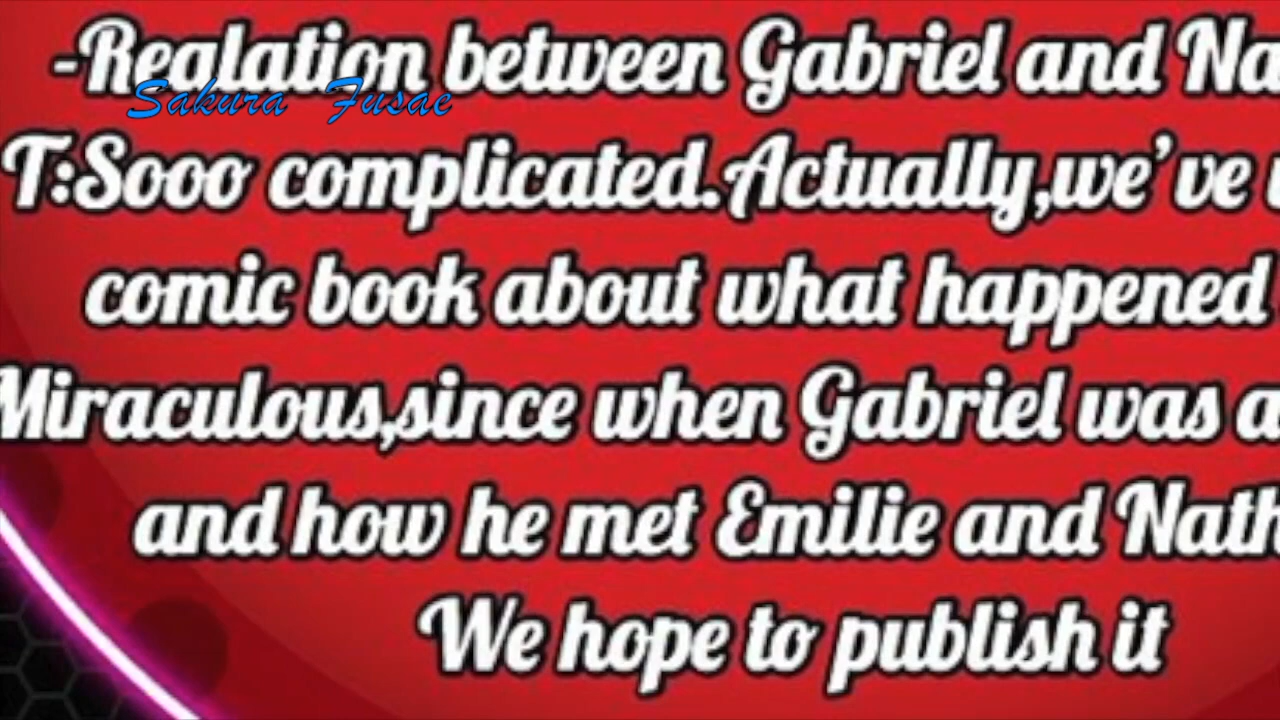 -Realation between Gabriel and Na
Sakura Fusae
T:Sooo complicated.Actually,we've
comic book about what happened
Miraculous,since when Gabriel was a
and how he met Emilie and Nath
We hope to publish it